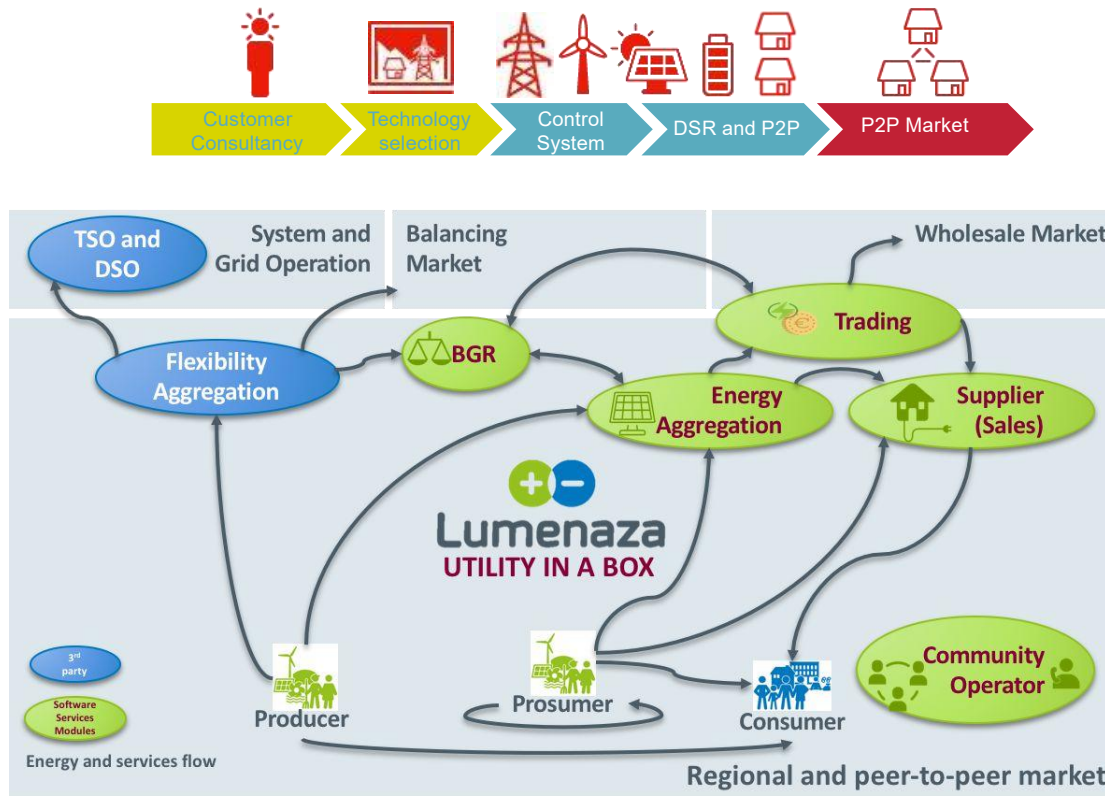 Customer
Consultancy
Technology
selection
Control
System
DSR and P2P
P2P Market
TSO and
DSO
System and
Grid Operation
Balancing
Market
Wholesale Market
Trading
BGR
Flexibility
Aggregation
Energy
Aggregation
Supplier
(Sales)
Lumenaza
UTILITY IN A BOX
3rd
party
Software
Services
Modules
Energy and services flow
Producer
Prosumer
Consumer
Community
Operator
Regional and peer-to-peer market